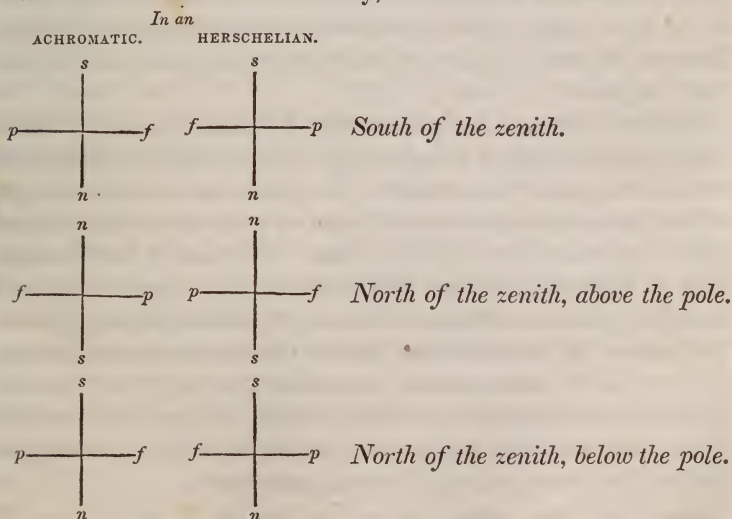 In an
ACHROMATIC. HERSCHELIAN.
s s
p f f p South of the zenith.
n n
n n
f p p f North of the zenith, above the pole.
s s
s s
p f f p North of the zenith, below the pole.
n n